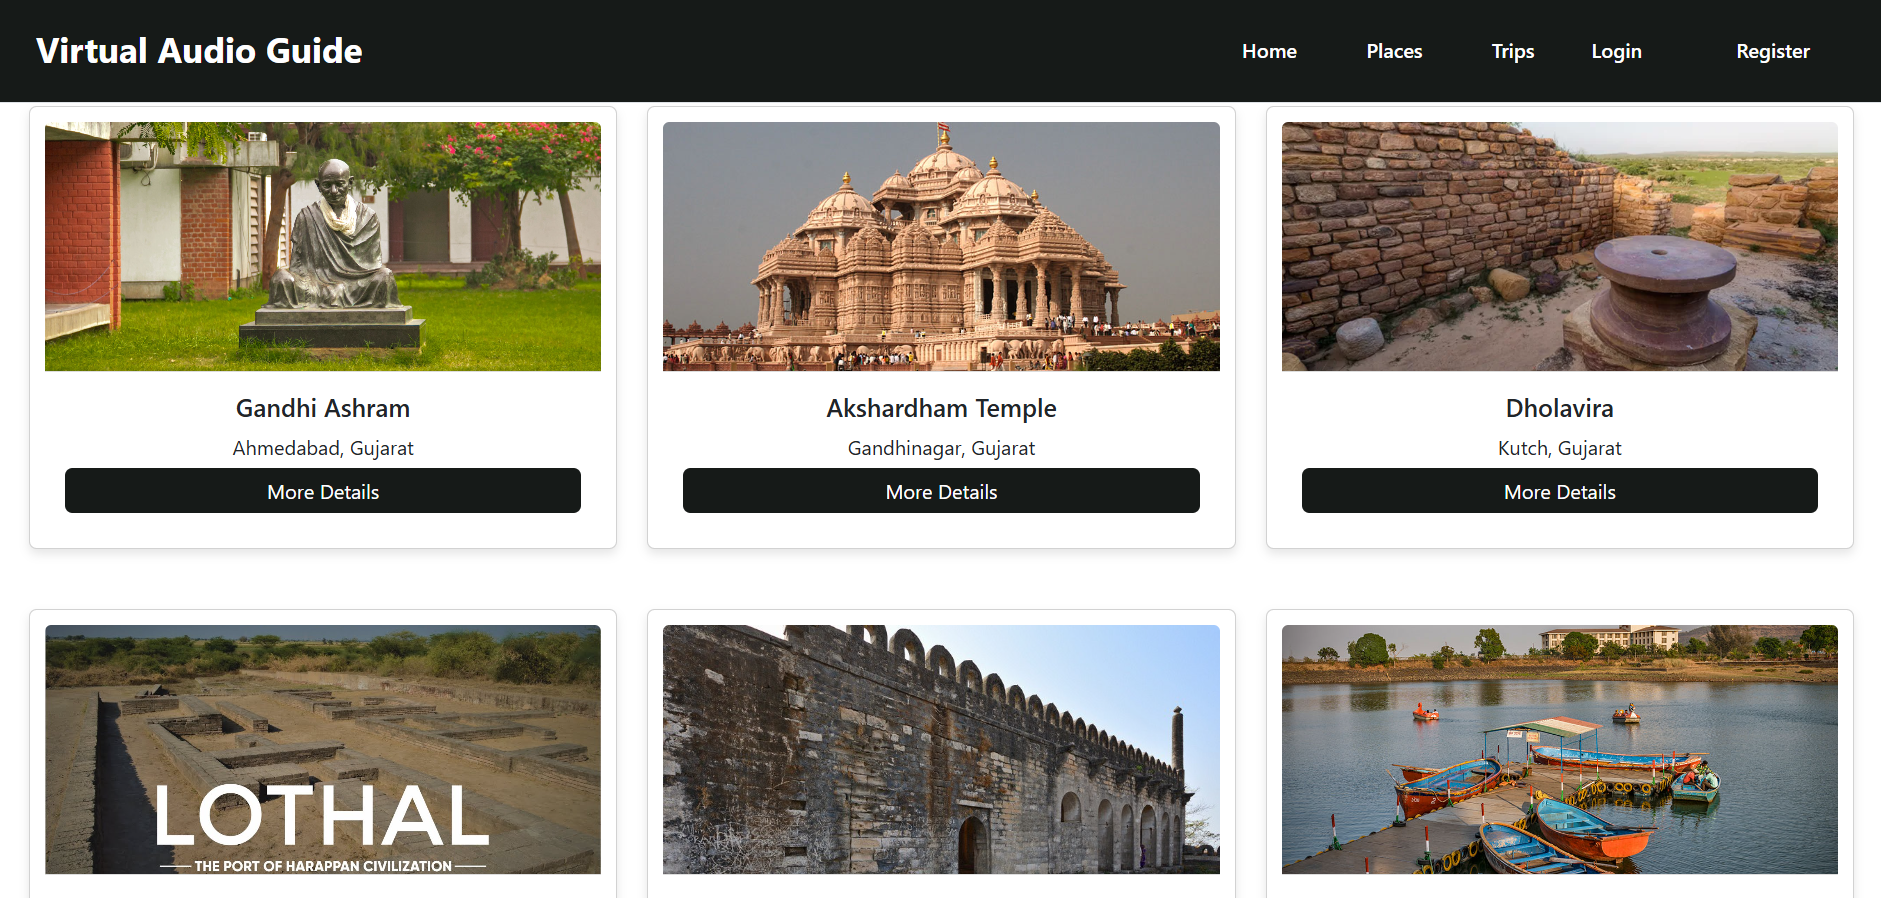 Virtual Audio Guide
Home
Places
Trips
Login
Register
Gandhi Ashram
Akshardham Temple
Dholavira
Ahmedabad, Gujarat
Gandhinagar, Gujarat
Kutch, Gujarat
More Details
More Details
More Details
LOTHAL
THE PORT OF HARAPPAN CIVILIZATION